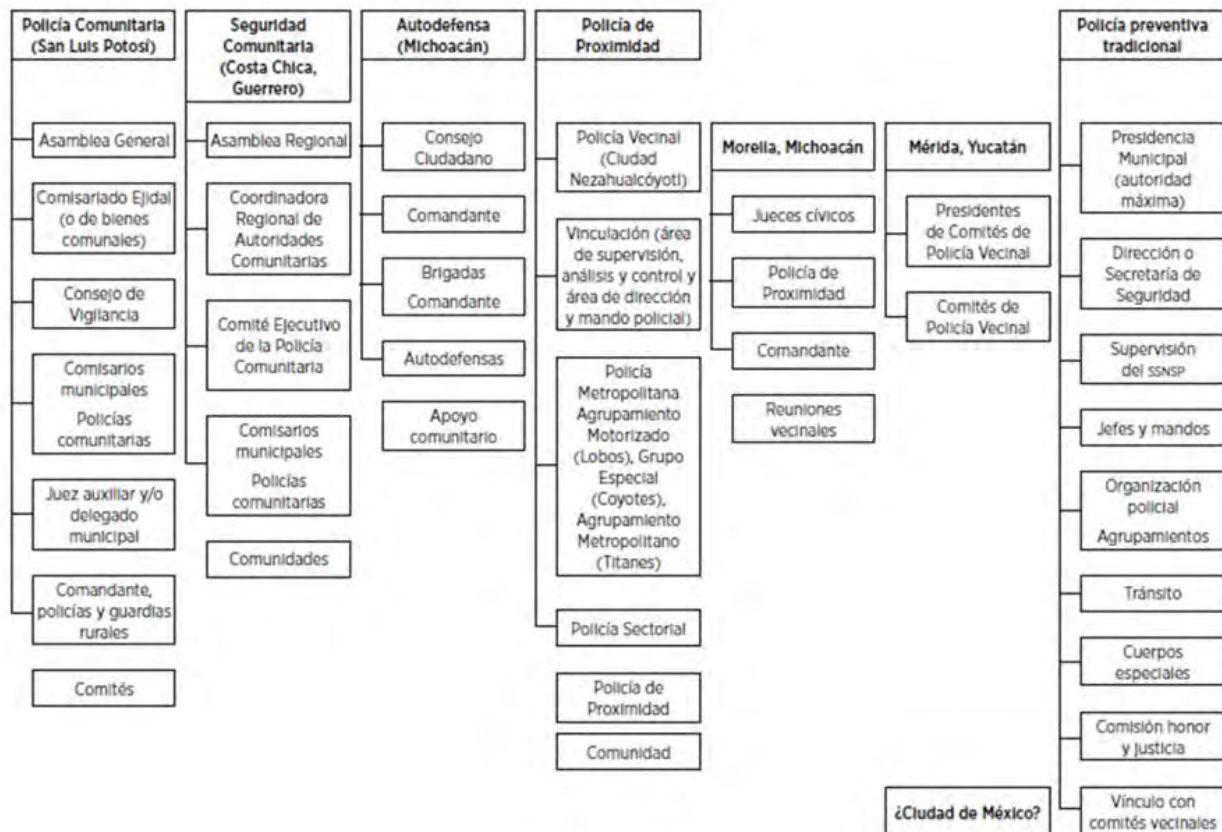 Policía Comunitaria
(San Luis Potosí)
Asamblea General
Comisariado Ejidal
(o de bienes
comunales)
Consejo de
Vigilancia
Comisarios
municipales
Policías
comunitarias
Juez auxiliar y/o
delegado
municipal
Comandante,
policías y guardias
rurales
Comités
Seguridad
Comunitaria
(Costa Chica,
Guerrero)
Asamblea Regional
Coordinadora
Regional de
Autoridades
Comunitarias
Comité Ejecutivo
de la Policía
Comunitaria
Comisarios
municipales
Policías
comunitarias
Comunidades
Autodefensa
(Michoacán)
Consejo
Ciudadano
Comandante
Brigadas
Comandante
Autodefensas
Apoyo
comunitario
Policía de
Proximidad
Policía Vecinal
(Ciudad
Nezahualcóyotl)
Vinculación (área
de supervisión,
análisis y control y
área de dirección
y mando policial)
Policía
Metropolitana
Agrupamiento
Motorizado
(Lobos), Grupo
Especial
(Coyotes),
Agrupamiento
Metropolitano
(Titanes)
Policía Sectorial
Policía de
Proximidad
Comunidad
Morelia, Michoacán
Jueces cívicos
Policía de
Proximidad
Comandante
Reuniones
vecinales
Mérida, Yucatán
Presidentes
de Comités de
Policía Vecinal
Comités de
Policía Vecinal
¿Ciudad de México?
Policía preventiva
tradicional
Presidencia
Municipal
(autoridad
máxima)
Dirección o
Secretaría de
Seguridad
Supervisión
del SSNSP
Jefes y mandos
Organización
policial
Agrupamientos
Tránsito
Cuerpos
especiales
Comisión honor
y justicia
Vínculo con
comités vecinales